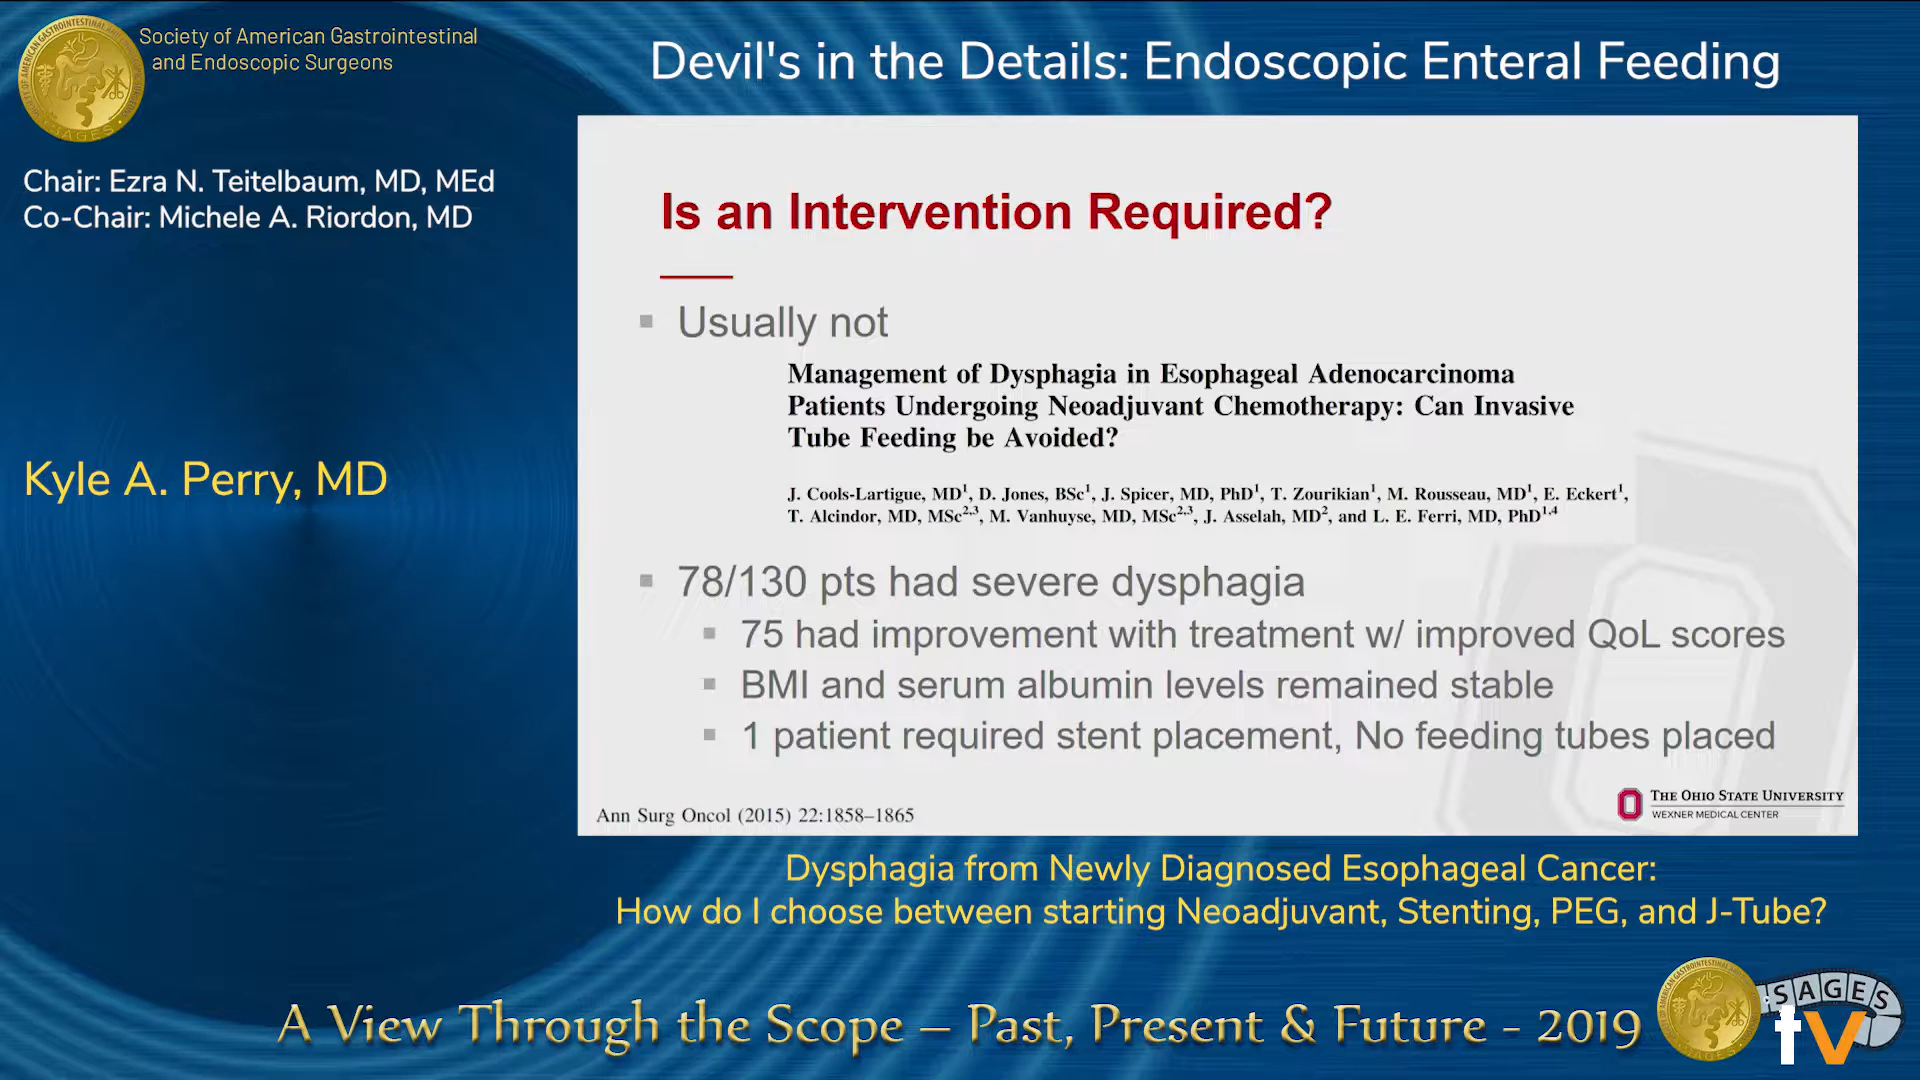 Society of American Gastrointestinal
and Endoscopic Surgeons
Devil's in the Details: Endoscopic Enteral Feeding
Chair: Ezra N. Teitelbaum, MD, MEd
Co-Chair: Michele A. Riordon, MD
Kyle A. Perry, MD
Is an Intervention Required?
▪ Usually not
Management of Dysphagia in Esophageal Adenocarcinoma
Patients Undergoing Neoadjuvant Chemotherapy: Can Invasive
Tube Feeding be Avoided?
J. Cools-Lartigue, MD¹, D. Jones, BSc¹, J. Spicer, MD, PhD¹, T. Zourikian¹, M. Rousseau, MD¹, E. Eckert¹,
T. Alcindor, MD, MSc²,³, M. Vanhuyse, MD, MSc²,³, J. Asselah, MD², and L. E. Ferri, MD, PhD¹,⁴
▪ 78/130 pts had severe dysphagia
▪ 75 had improvement with treatment w/ improved QoL scores
▪ BMI and serum albumin levels remained stable
▪ 1 patient required stent placement, No feeding tubes placed
Ann Surg Oncol (2015) 22:1858–1865
THE OHIO STATE UNIVERSITY
WEXNER MEDICAL CENTER
Dysphagia from Newly Diagnosed Esophageal Cancer:
How do I choose between starting Neoadjuvant, Stenting, PEG, and J-Tube?
A View Through the Scope – Past, Present & Future - 2019
SAGES
tv